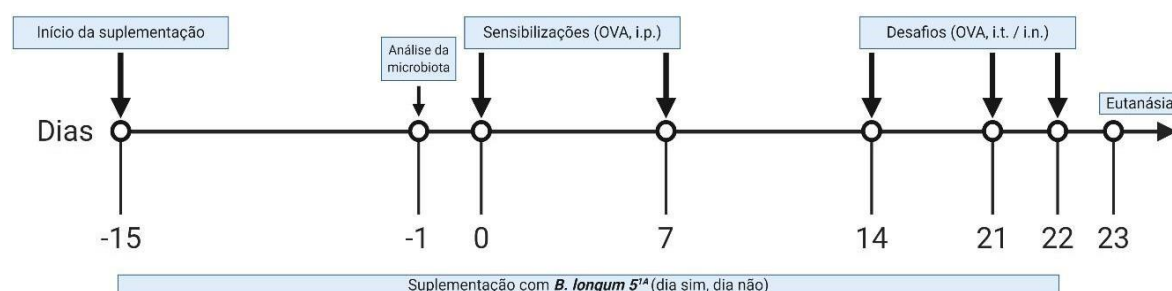 Início da suplementação
Análise da
microbiota
Sensibilizações (OVA, i.p.)
Desafios (OVA, i.t. / i.n.)
Eutanásia
Dias
-15
-1
0
7
14
21
22
23
Suplementação com B. longum 5¹ᴬ (dia sim, dia não)